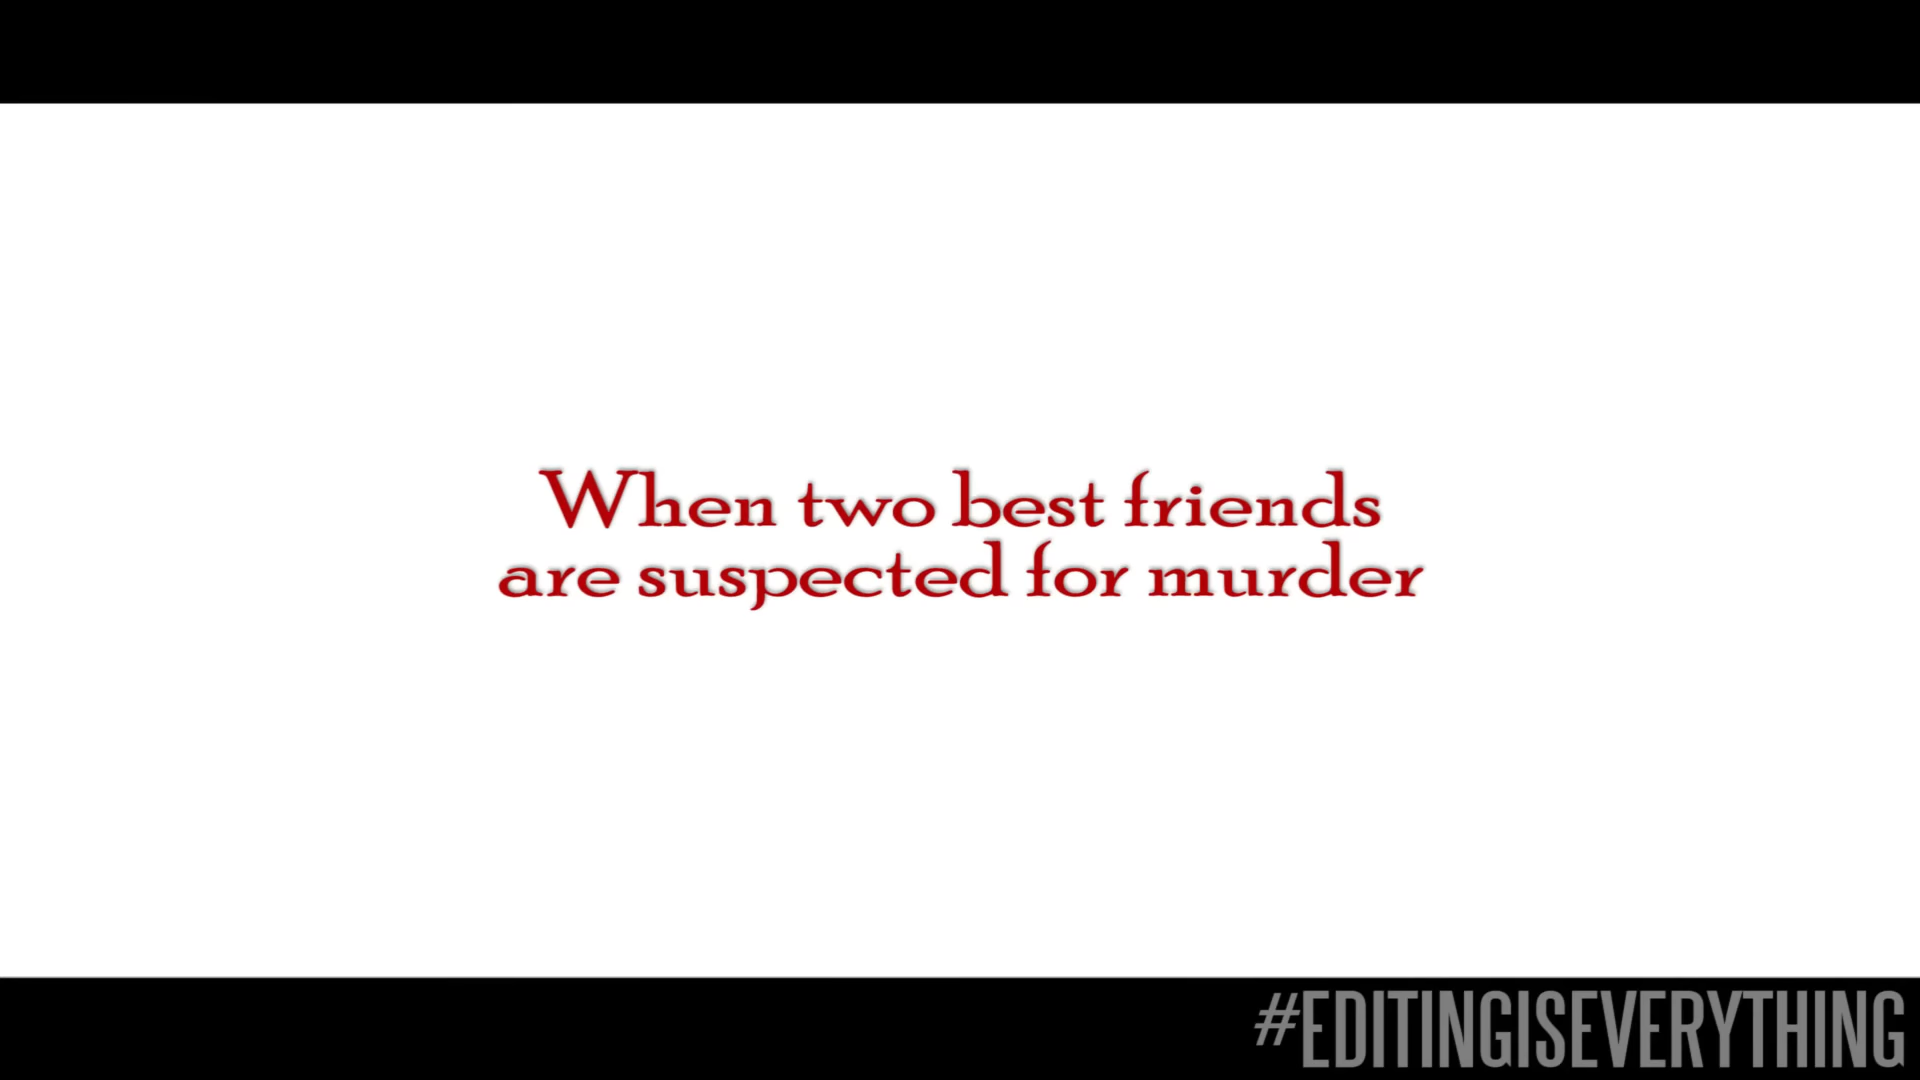 When two best friends
are suspected for murder
#EDITINGISEVERYTHING